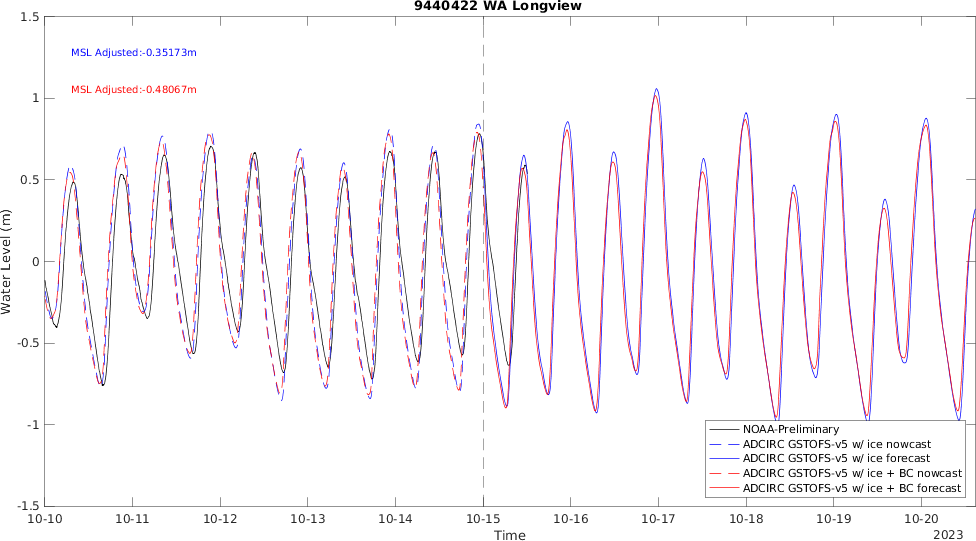 9440422 WA Longview
1.5
MSL Adjusted:-0.35173m
MSL Adjusted:-0.48067m
1
0.5
0
-0.5
-1
-1.5
Water Level (m)
NOAA-Preliminary
ADCIRC GSTOFS-v5 w/ ice nowcast
ADCIRC GSTOFS-v5 w/ ice forecast
ADCIRC GSTOFS-v5 w/ ice + BC nowcast
ADCIRC GSTOFS-v5 w/ ice + BC forecast
10-10 10-11 10-12 10-13 10-14 10-15 10-16 10-17 10-18 10-19 10-20
Time
2023